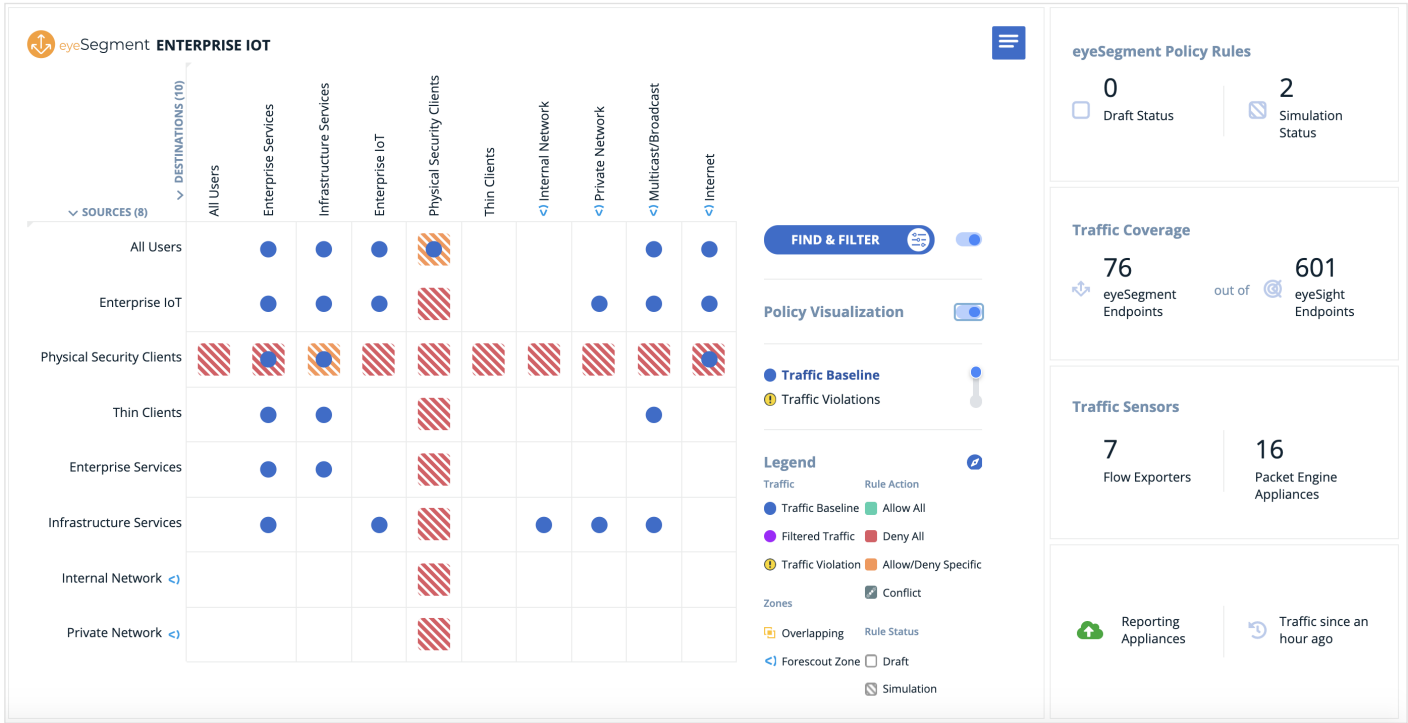 eyeSegment ENTERPRISE IOT
DESTINATIONS (10)
SOURCES (8)
All Users
Enterprise Services
Infrastructure Services
Enterprise IoT
Physical Security Clients
Thin Clients
Internal Network
Private Network
Multicast/Broadcast
Internet
All Users
Enterprise IoT
Physical Security Clients
Thin Clients
Enterprise Services
Infrastructure Services
Internal Network
Private Network
FIND & FILTER
Policy Visualization
Traffic Baseline
Traffic Violations
Legend
Traffic
Traffic Baseline
Filtered Traffic
Traffic Violation
Zones
Overlapping
Forescout Zone
Rule Action
Allow All
Deny All
Allow/Deny Specific
Conflict
Rule Status
Draft
Simulation
eyeSegment Policy Rules
0
Draft Status
2
Simulation
Status
Traffic Coverage
76
eyeSegment
Endpoints
out of
601
eyeSight
Endpoints
Traffic Sensors
7
Flow Exporters
16
Packet Engine
Appliances
Reporting
Appliances
Traffic since an
hour ago